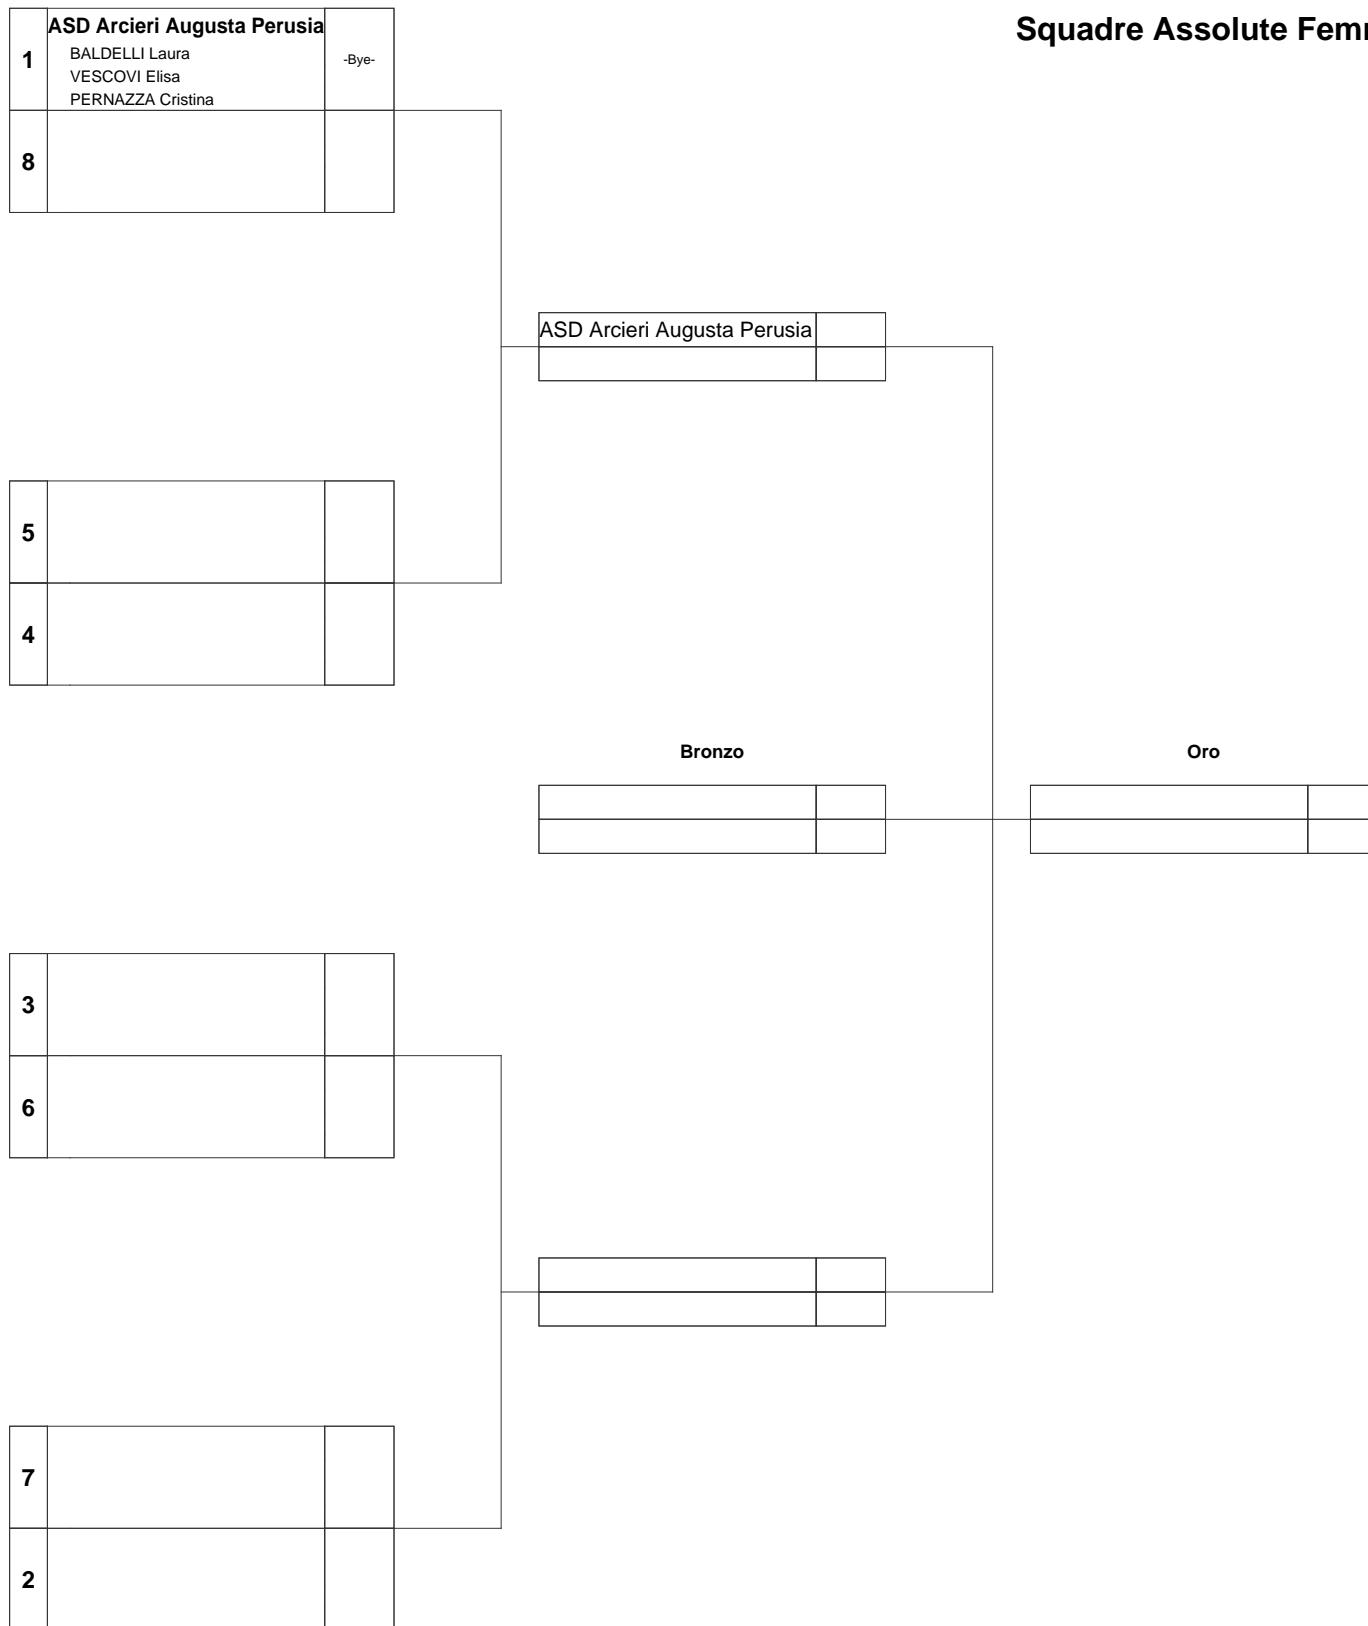 Squadre Assolute Fem
1
ASD Arcieri Augusta Perusia
BALDELLI Laura
VESCOVI Elisa
PERNAZZA Cristina
-Bye-
8
ASD Arcieri Augusta Perusia
5
4
Bronzo
Oro
3
6
7
2